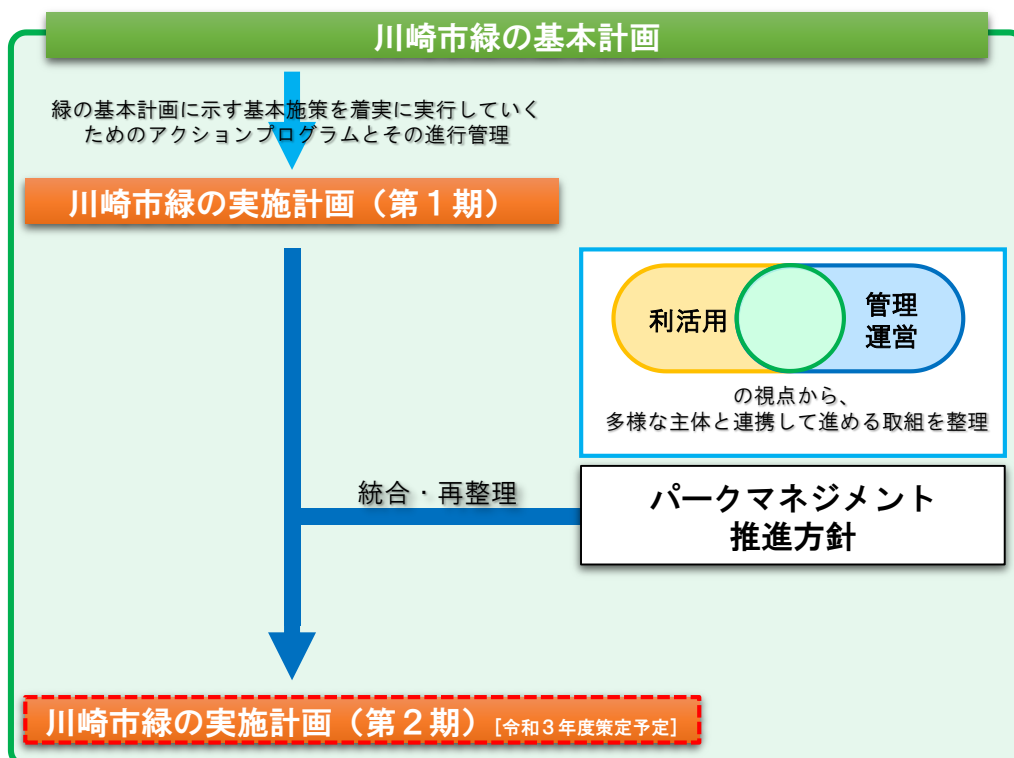 川崎市緑の基本計画
緑の基本計画に示す基本施策を着実に実行していく
ためのアクションプログラムとその進行管理
川崎市緑の実施計画（第１期）
利活用
管理
運営
の視点から、
多様な主体と連携して進める取組を整理
統合・再整理
パークマネジメント
推進方針
川崎市緑の実施計画（第２期）[令和３年度策定予定]